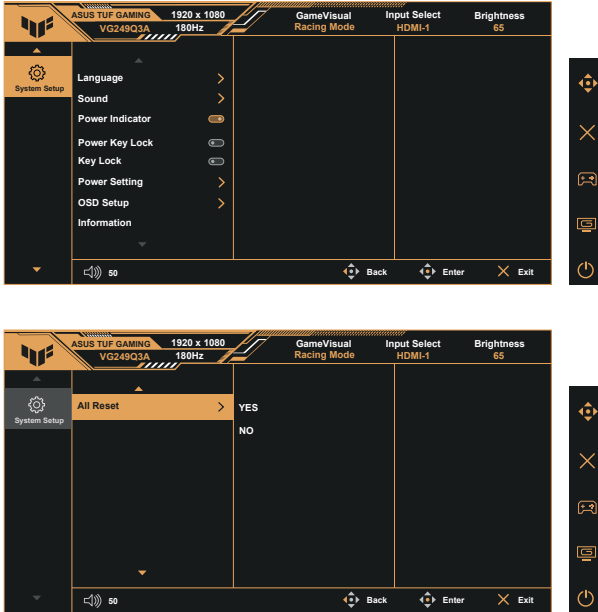 ASUS TUF GAMING 1920 x 1080 GameVisual Input Select Brightness
VG249Q3A 180Hz Racing Mode HDMI-1 65
System Setup
Language
Sound
Power Indicator
Power Key Lock
Key Lock
Power Setting
OSD Setup
Information
50 Back Enter Exit
ASUS TUF GAMING 1920 x 1080 GameVisual Input Select Brightness
VG249Q3A 180Hz Racing Mode HDMI-1 65
System Setup
All Reset YES
NO
50 Back Enter Exit